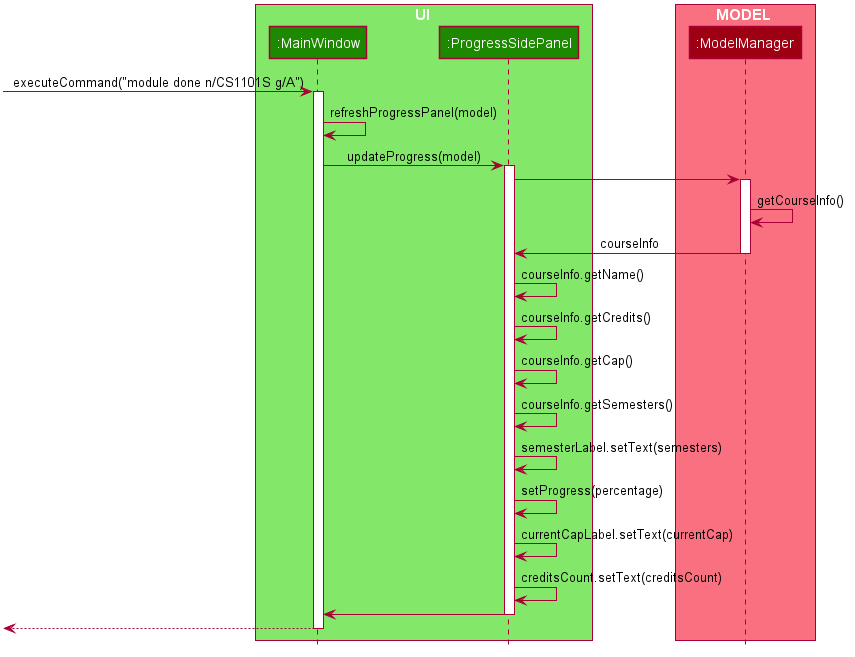 UI
MODEL
:MainWindow
:ProgressSidePanel
:ModelManager
executeCommand("module done n/CS1101S g/A")
refreshProgressPanel(model)
updateProgress(model)
getCourseInfo()
courseInfo
courseInfo.getName()
courseInfo.getCredits()
courseInfo.getCap()
courseInfo.getSemesters()
semesterLabel.setText(semesters)
setProgress(percentage)
currentCapLabel.setText(currentCap)
creditsCount.setText(creditsCount)